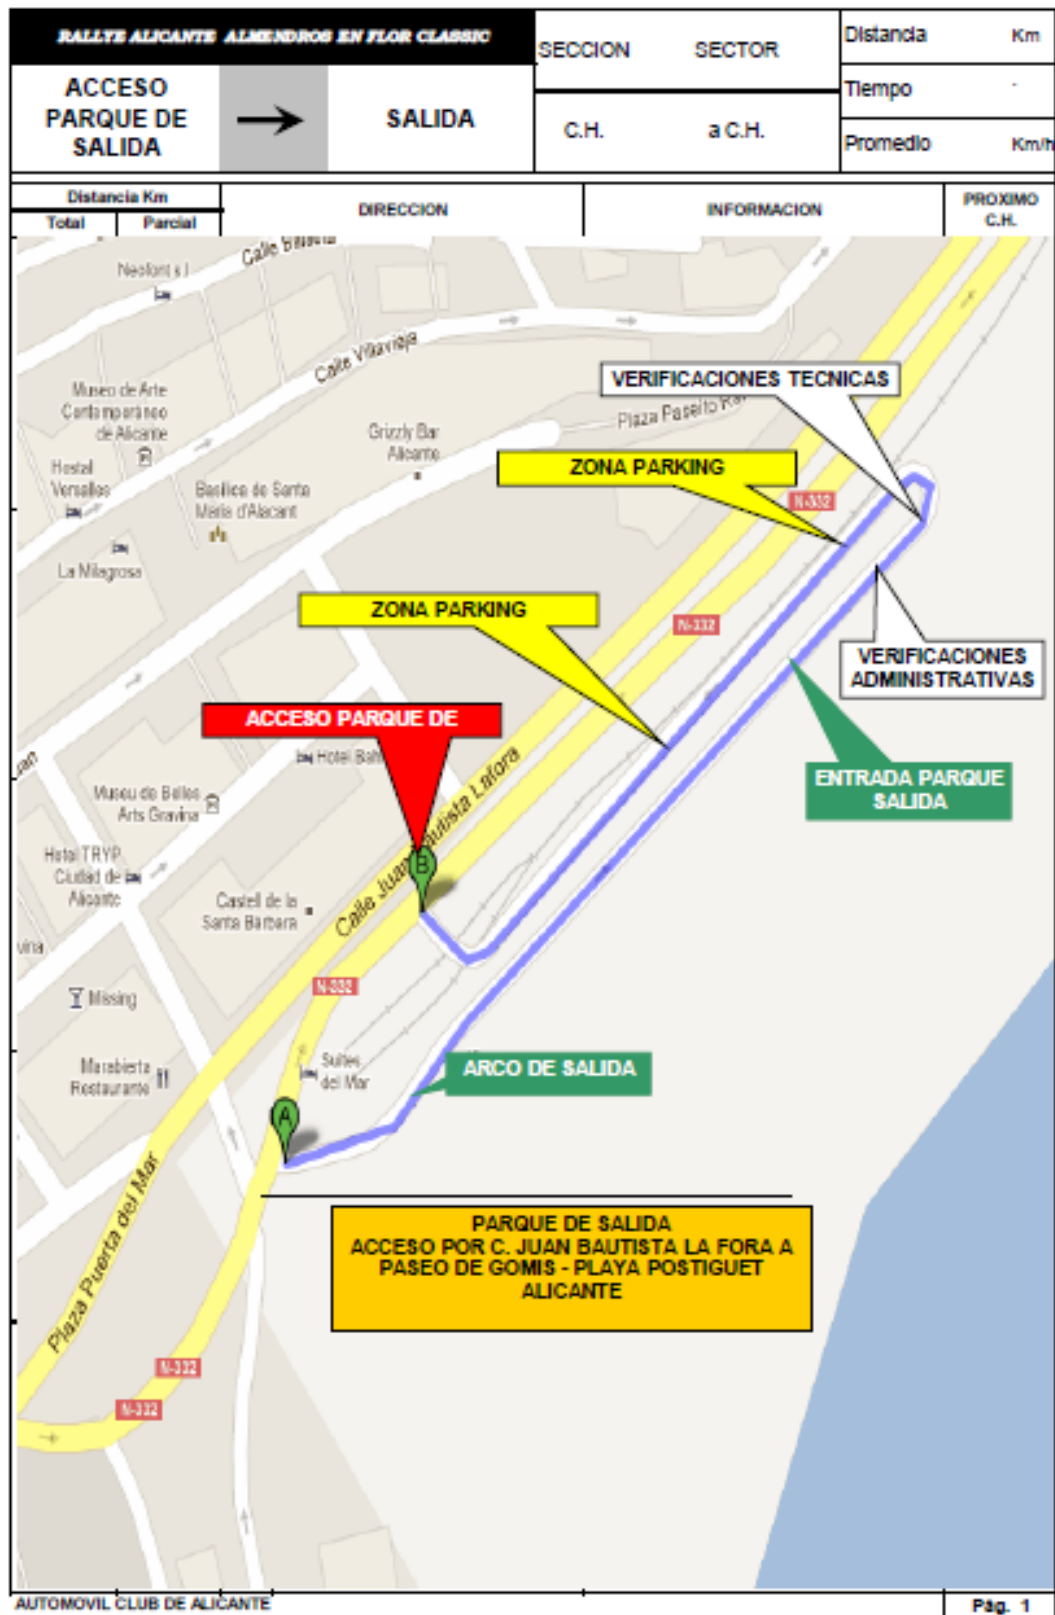 RALLYE ALICANTE ALMENDROS EN FLOR CLASSIC
SECCION SECTOR
Distancia Km
ACCESO
PARQUE DE
SALIDA
SALIDA
Tiempo -
C.H. a C.H.
Promedio Km/h
Distancia Km
Total Parcial
DIRECCION
INFORMACION
PROXIMO
C.H.
Neofont s l
Calle Villavieja
VERIFICACIONES TECNICAS
Museo de Arte
Contemporáneo
de Alicante
Plaza Paseito
Grizzly Bar
Alicante
ZONA PARKING
Hostal
Versalles
Basílica de Santa
María d'Alacant
N-332
La Milagrosa
ZONA PARKING
N-332
VERIFICACIONES
ADMINISTRATIVAS
ACCESO PARQUE DE
Hotel
ENTRADA PARQUE
SALIDA
Museu de Belles
Arts Gravina
Calle Juan Bautista Lafora
Hotel TRYP
Ciudad de
Alicante
B
Castell de la
Santa Bárbara
N-332
Missing
Marabierta
Restaurante
Suites
del Mar
ARCO DE SALIDA
A
Plaza Puerta del Mar
PARQUE DE SALIDA
ACCESO POR C. JUAN BAUTISTA LA FORA A
PASEO DE GOMIS - PLAYA POSTIGUET
ALICANTE
N-332
N-332
AUTOMOVIL CLUB DE ALICANTE
Pág. 1